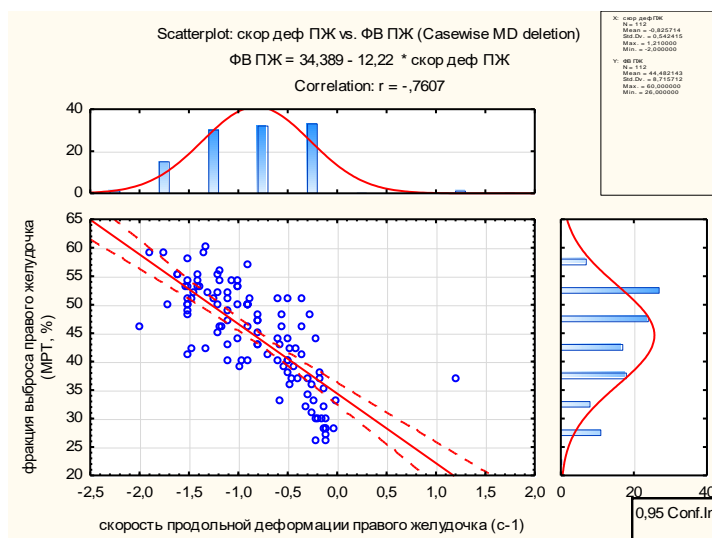 Scatterplot: скор деф ПЖ vs. ФВ ПЖ (Casewise MD deletion)
ФВ ПЖ = 34,389 - 12,22 * скор деф ПЖ
Correlation: r = -,7607
X: скор деф ПЖ
N = 112
Mean = -0,825714
Std.Dv. = 0,542415
Max. = 1,210000
Min. = -2,000000
Y: ФВ ПЖ
N = 112
Mean = 44,482143
Std.Dv. = 8,715712
Max. = 60,000000
Min. = 26,000000
40
20
0
65
60
55
50
45
40
35
30
25
20
фракция выброса правого желудочка
(МРТ, %)
-2,5 -2,0 -1,5 -1,0 -0,5 0,0 0,5 1,0 1,5 2,0
0 20 40
скорость продольной деформации правого желудочка (с-1)
0,95 Conf.In